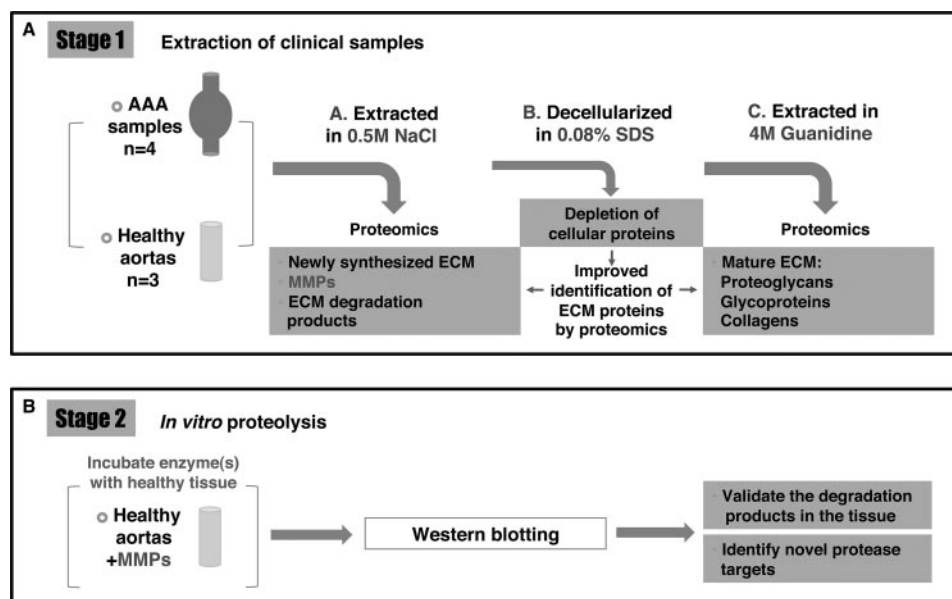 A Stage 1 Extraction of clinical samples
AAA
samples
n=4
Healthy
aortas
n=3
A. Extracted
in 0.5M NaCl
Proteomics
Newly synthesized ECM
MMPs
ECM degradation
products
B. Decellularized
in 0.08% SDS
Depletion of
cellular proteins
Improved
identification of
ECM proteins
by proteomics
C. Extracted in
4M Guanidine
Proteomics
Mature ECM:
Proteoglycans
Glycoproteins
Collagens
B Stage 2 In vitro proteolysis
Incubate enzyme(s)
with healthy tissue
Healthy
aortas
+MMPs
Western blotting
Validate the degradation
products in the tissue
Identify novel protease
targets